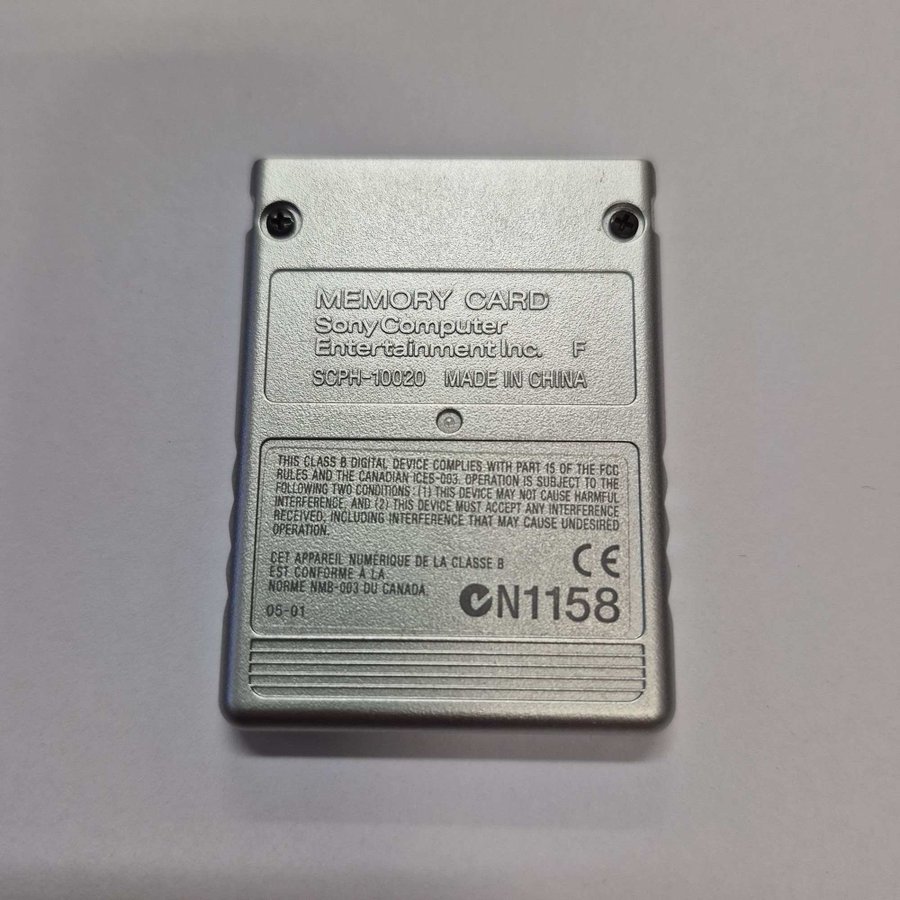 MEMORY CARD
Sony Computer
Entertainment Inc. F
SCPH-10020 MADE IN CHINA
THIS CLASS B DIGITAL DEVICE COMPLIES WITH PART 15 OF THE FCC
RULES AND THE CANADIAN ICES-003. OPERATION IS SUBJECT TO THE
FOLLOWING TWO CONDITIONS: (1) THIS DEVICE MAY NOT CAUSE HARMFUL
INTERFERENCE, AND (2) THIS DEVICE MUST ACCEPT ANY INTERFERENCE
RECEIVED, INCLUDING INTERFERENCE THAT MAY CAUSE UNDESIRED
OPERATION.
CET APPAREIL NUMÉRIQUE DE LA CLASSE B
EST CONFORME À LA
NORME NMB-003 DU CANADA.
CE
N1158
05-01